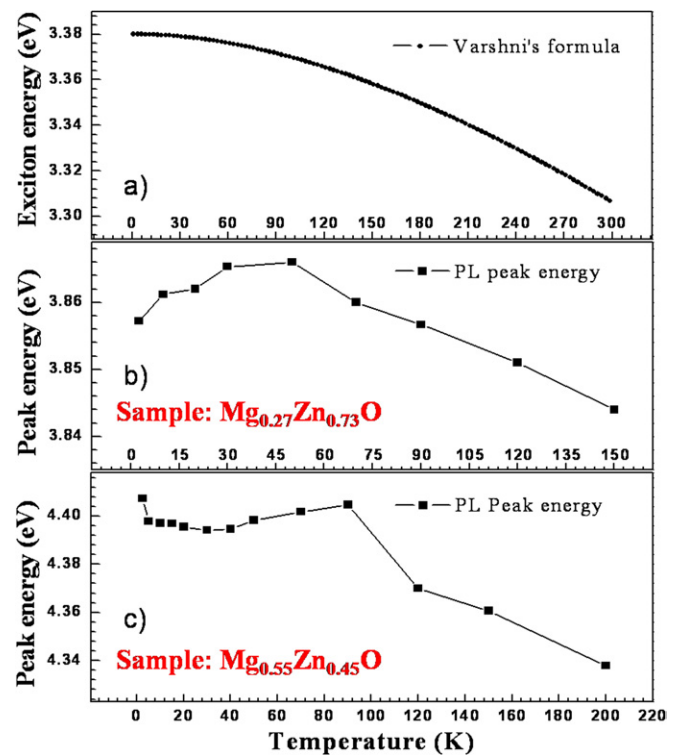 Exciton energy (eV)
3.38
3.36
3.34
3.32
3.30
Varshni's formula
a)
0 30 60 90 120 150 180 210 240 270 300
Peak energy (eV)
3.86
3.85
3.84
PL peak energy
b)
Sample: Mg0.27Zn0.73O
0 15 30 45 60 75 90 105 120 135 150
Peak energy (eV)
4.40
4.38
4.36
4.34
PL Peak energy
c)
Sample: Mg0.55Zn0.45O
0 20 40 60 80 100 120 140 160 180 200 220
Temperature (K)